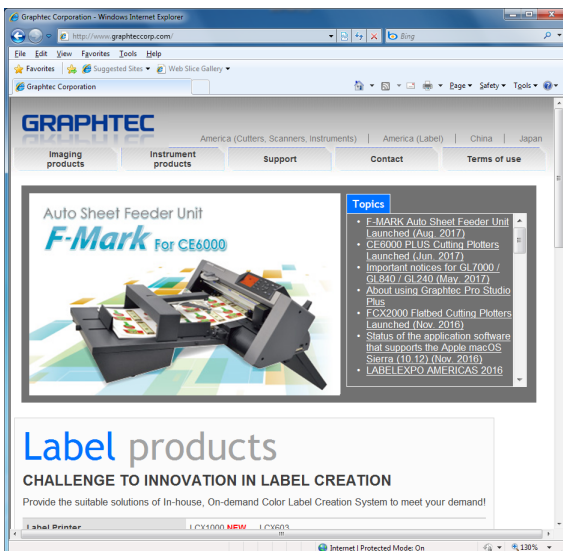 Graphtec Corporation - Windows Internet Explorer
http://www.graphteccorp.com/
Bing
File Edit View Favorites Tools Help
Favorites Suggested Sites Web Slice Gallery
Graphtec Corporation
Page Safety Tools
GRAPHTEC
America (Cutters, Scanners, Instruments) | America (Label) | China | Japan
Imaging products
Instrument products
Support
Contact
Terms of use
Auto Sheet Feeder Unit
F-Mark For CE6000
Topics
• F-MARK Auto Sheet Feeder Unit
Launched (Aug. 2017)
• CE6000 PLUS Cutting Plotters
Launched (Jun. 2017)
• Important notices for GL7000 /
GL840 / GL240 (May. 2017)
• About using Graphtec Pro Studio
Plus
• FCX2000 Flatbed Cutting Plotters
Launched (Nov. 2016)
• Status of the application software
that supports the Apple macOS
Sierra (10.12) (Nov. 2016)
• LABELEXPO AMERICAS 2016
Label products
CHALLENGE TO INNOVATION IN LABEL CREATION
Provide the suitable solutions of In-house, On-demand Color Label Creation System to meet your demand!
Label Printer LCX1000 NEW LCX603
Internet | Protected Mode: On 130%